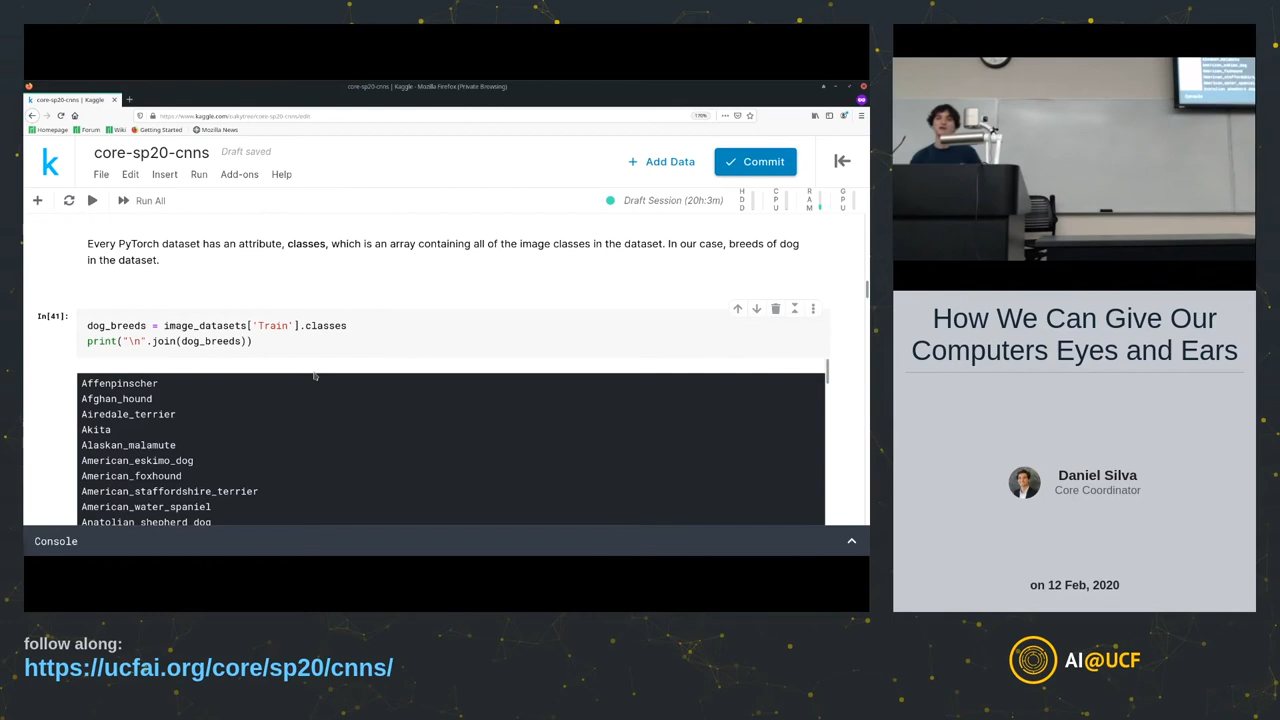 core-sp20-cnns | Kaggle - Mozilla Firefox (Private Browsing)
core-sp20-cnns | Kaggle
Homepage Forum Wiki Getting Started Mozilla News
170%
core-sp20-cnns Draft saved
File Edit Insert Run Add-ons Help
+ Add Data
Commit
Run All
Draft Session (20h:3m)
HDD CPU RAM GPU
Every PyTorch dataset has an attribute, classes, which is an array containing all of the image classes in the dataset. In our case, breeds of dog
in the dataset.
In[41]:
dog_breeds = image_datasets['Train'].classes
print("\n".join(dog_breeds))
Affenpinscher
Afghan_hound
Airedale_terrier
Akita
Alaskan_malamute
American_eskimo_dog
American_foxhound
American_staffordshire_terrier
American_water_spaniel
Anatolian_shepherd_dog
Console
How We Can Give Our
Computers Eyes and Ears
Daniel Silva
Core Coordinator
on 12 Feb, 2020
follow along:
https://ucfai.org/core/sp20/cnns/
AI@UCF